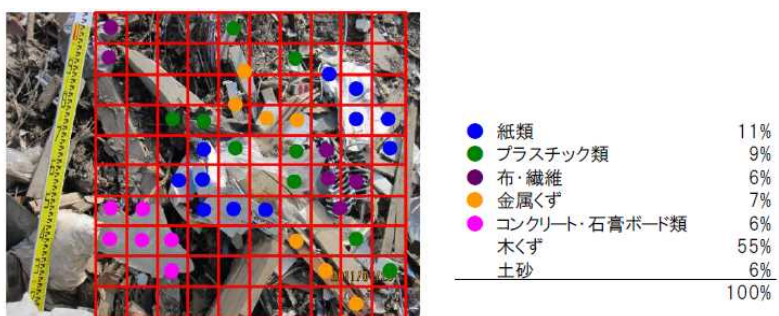 紙類 11%
プラスチック類 9%
布・繊維 6%
金属くず 7%
コンクリート・石膏ボード類 6%
木くず 55%
土砂 6%
100%